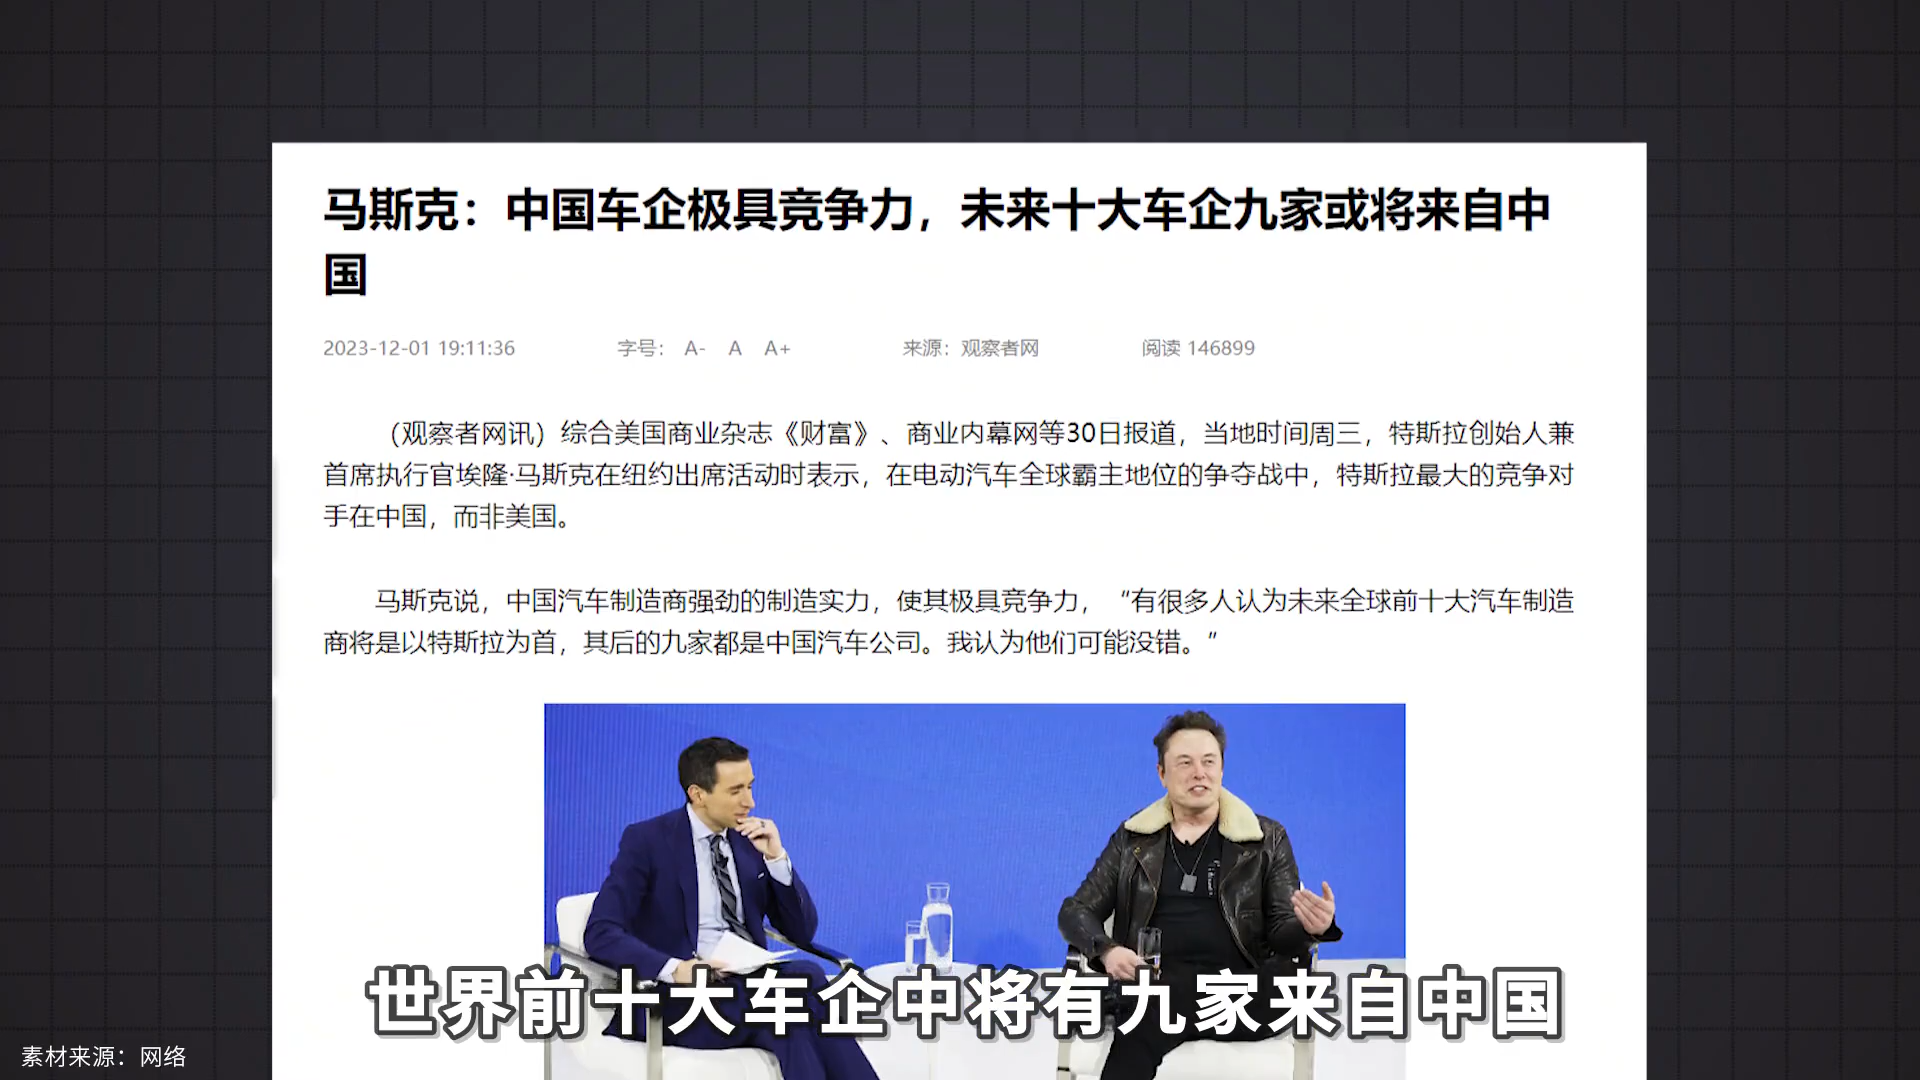 马斯克：中国车企极具竞争力，未来十大车企九家或将来自中
国
2023-12-01 19:11:36 字号： A- A A+ 来源：观察者网 阅读 146899
（观察者网讯）综合美国商业杂志《财富》、商业内幕网等30日报道，当地时间周三，特斯拉创始人兼
首席执行官埃隆·马斯克在纽约出席活动时表示，在电动汽车全球霸主地位的争夺战中，特斯拉最大的竞争对
手在中国，而非美国。
马斯克说，中国汽车制造商强劲的制造实力，使其极具竞争力，“有很多人认为未来全球前十大汽车制造
商将是以特斯拉为首，其后的九家都是中国汽车公司。我认为他们可能没错。”
世界前十大车企中将有九家来自中国
素材来源：网络